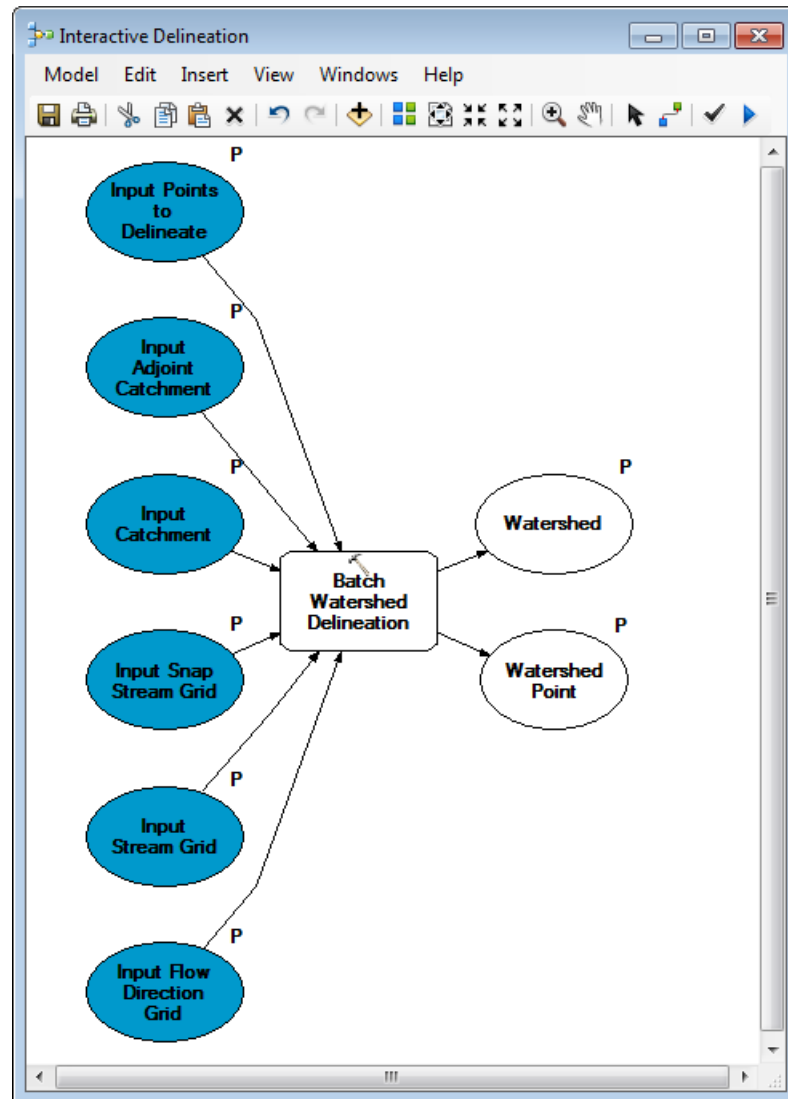 Interactive Delineation
Model Edit Insert View Windows Help
P
Input Points
to
Delineate
P
Input
Adjoint
Catchment
P
Input
Catchment
P
Watershed
Batch
Watershed
Delineation
P
Input Snap
Stream Grid
P
Watershed
Point
P
Input
Stream Grid
P
Input Flow
Direction
Grid